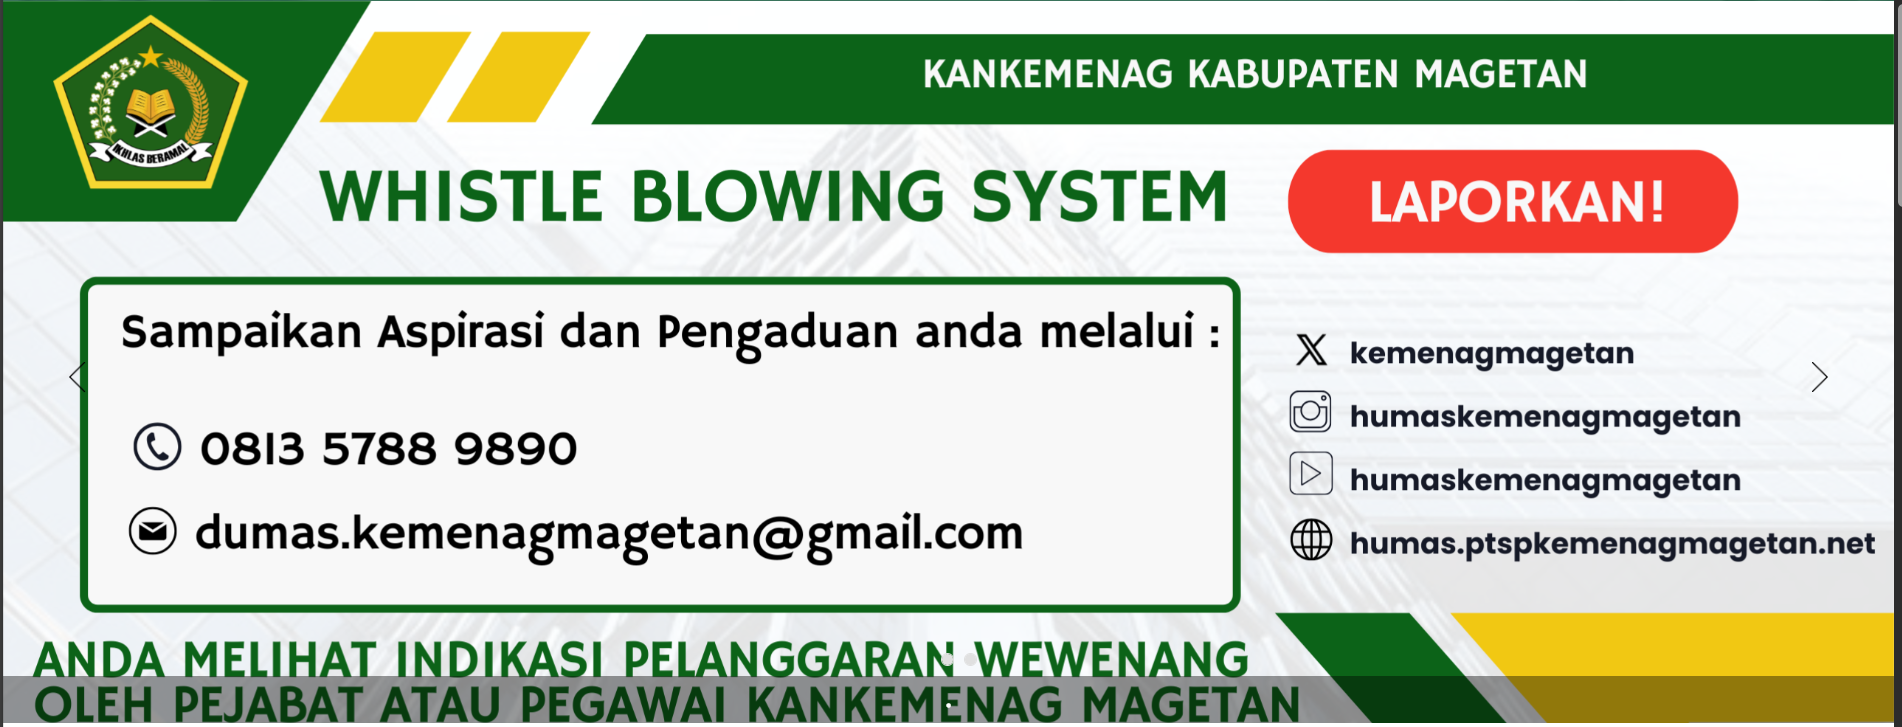 IKHLAS BERAMAL
KANKEMENAG KABUPATEN MAGETAN
WHISTLE BLOWING SYSTEM
LAPORKAN!
Sampaikan Aspirasi dan Pengaduan anda melalui :
0813 5788 9890
dumas.kemenagmagetan@gmail.com
kemenagmagetan
humaskemenagmagetan
humaskemenagmagetan
humas.ptspkemenagmagetan.net
ANDA MELIHAT INDIKASI PELANGGARAN WEWENANG
OLEH PEJABAT ATAU PEGAWAI KANKEMENAG MAGETAN